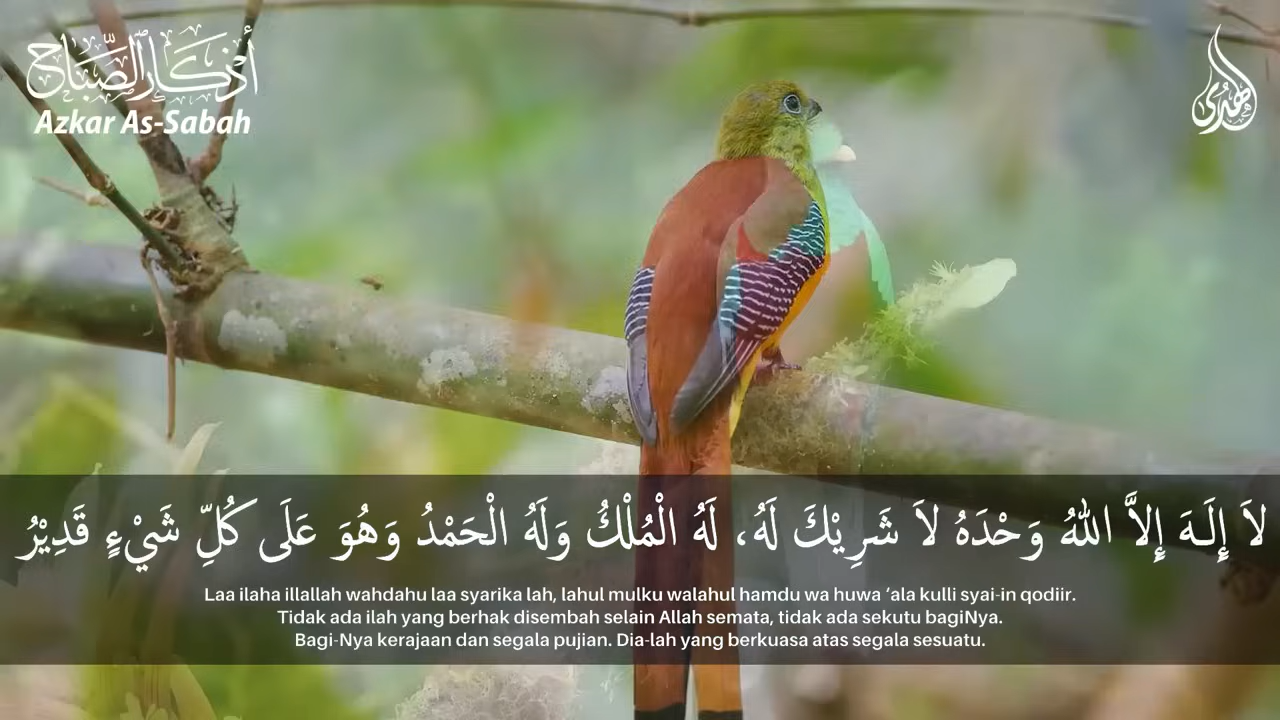 أذكار الصباح
Azkar As-Sabah
الهدى
لاَ إِلَهَ إِلاَّ اللهُ وَحْدَهُ لاَ شَرِيْكَ لَهُ، لَهُ الْمُلْكُ وَلَهُ الْحَمْدُ وَهُوَ عَلَى كُلِّ شَيْءٍ قَدِيْرُ
Laa ilaha illallah wahdahu laa syarika lah, lahul mulku walahul hamdu wa huwa ‘ala kulli syai-in qodiir.
Tidak ada ilah yang berhak disembah selain Allah semata, tidak ada sekutu bagiNya.
Bagi-Nya kerajaan dan segala pujian. Dia-lah yang berkuasa atas segala sesuatu.